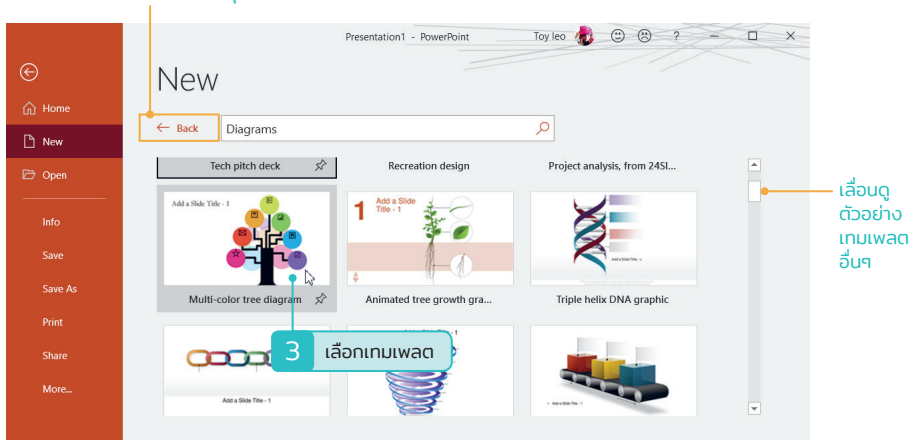 Presentation1 - PowerPoint
Toy leo
?
New
Home
New
Open
Info
Save
Save As
Print
Share
More...
Back
Diagrams
Tech pitch deck
Recreation design
Project analysis, from 24Sl...
Add a Slide Title - 1
1
Add a Slide
Title - 1
Add a Slide Title - 1
Multi-color tree diagram
Animated tree growth gra...
Triple helix DNA graphic
3 เลือกเทมเพลต
Add a Slide Title - 1
เลื่อนดู
ตัวอย่าง
เทมเพลต
อื่นๆ